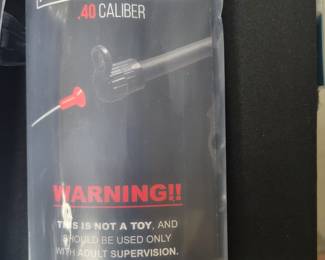 .40 CALIBER
WARNING!!
THIS IS NOT A TOY, AND
SHOULD BE USED ONLY
WITH ADULT SUPERVISION.